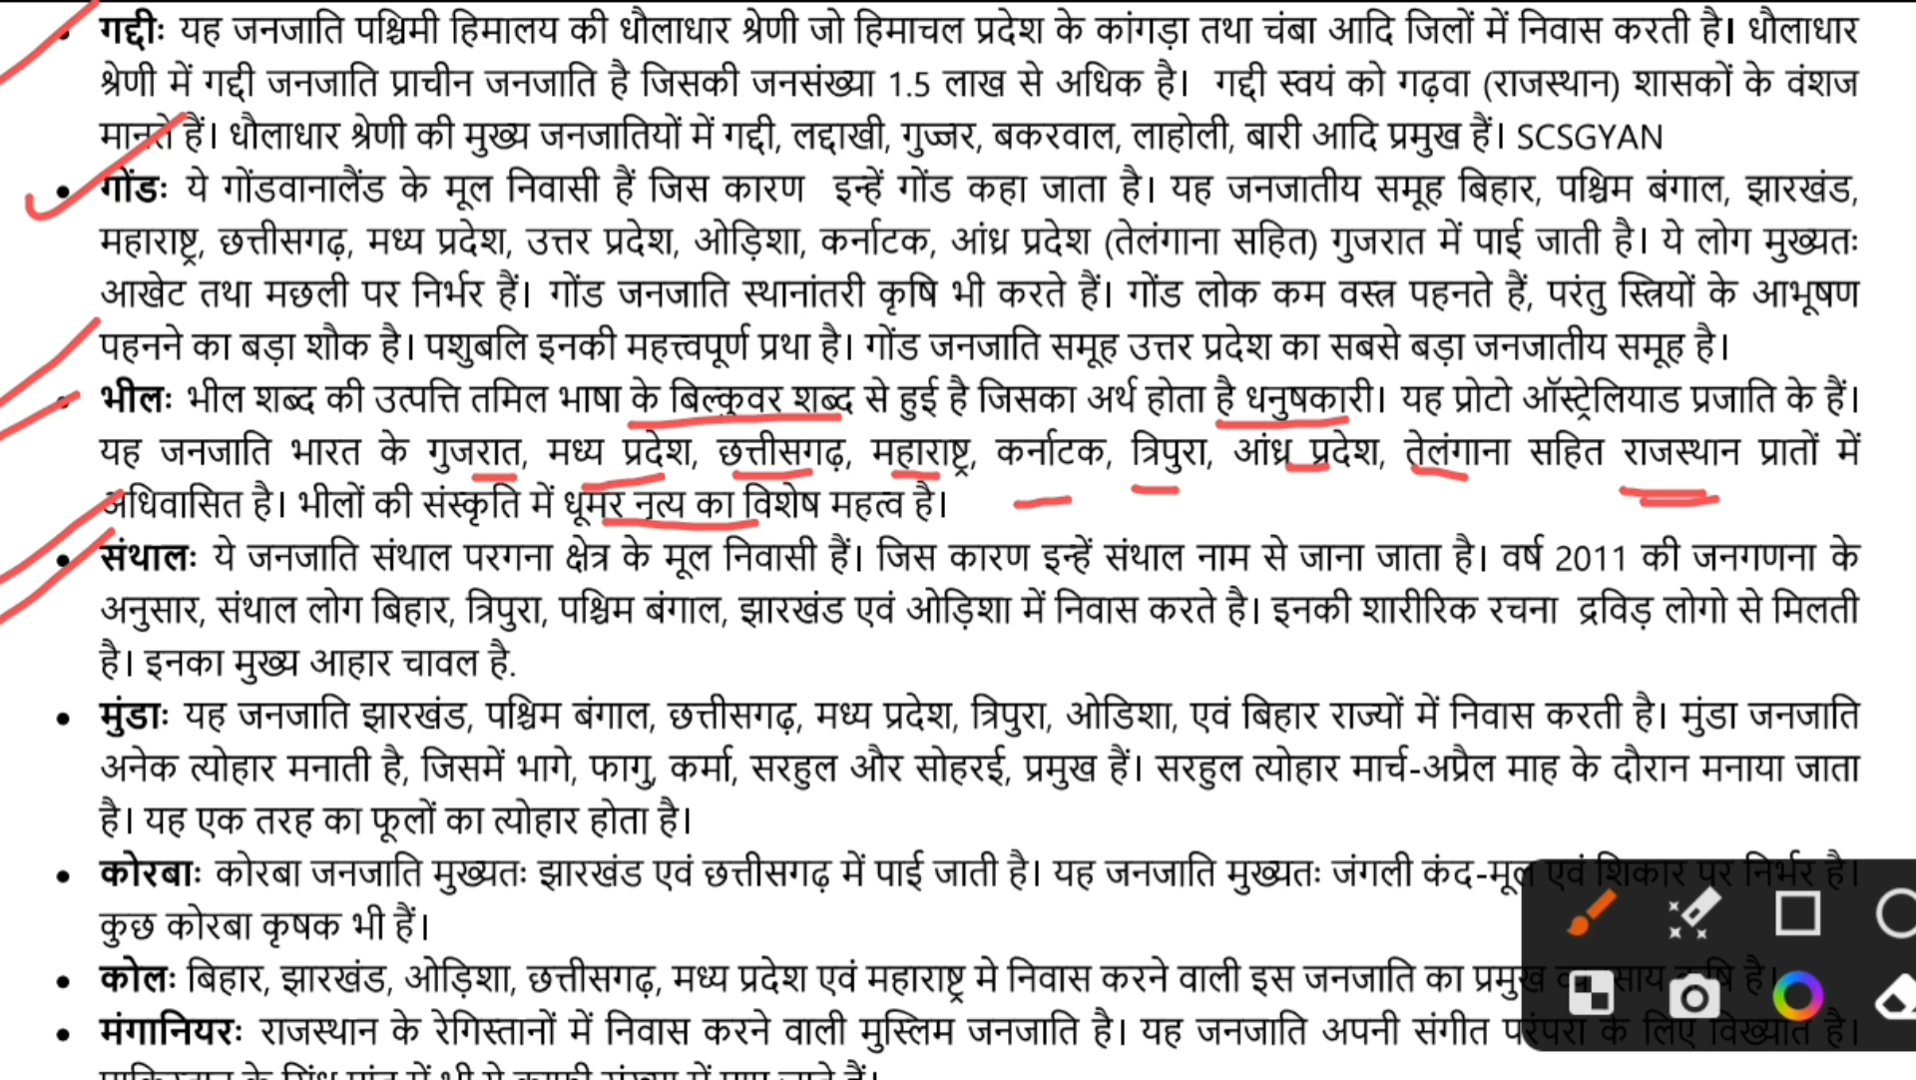 • गद्दीः यह जनजाति पश्चिमी हिमालय की धौलाधार श्रेणी जो हिमाचल प्रदेश के कांगड़ा तथा चंबा आदि जिलों में निवास करती है। धौलाधार
श्रेणी में गद्दी जनजाति प्राचीन जनजाति है जिसकी जनसंख्या 1.5 लाख से अधिक है। गद्दी स्वयं को गढ़वा (राजस्थान) शासकों के वंशज
मानते हैं। धौलाधार श्रेणी की मुख्य जनजातियों में गद्दी, लद्दाखी, गुज्जर, बकरवाल, लाहोली, बारी आदि प्रमुख हैं। SCSGYAN
• गोंडः ये गोंडवानालैंड के मूल निवासी हैं जिस कारण इन्हें गोंड कहा जाता है। यह जनजातीय समूह बिहार, पश्चिम बंगाल, झारखंड,
महाराष्ट्र, छत्तीसगढ़, मध्य प्रदेश, उत्तर प्रदेश, ओड़िशा, कर्नाटक, आंध्र प्रदेश (तेलंगाना सहित) गुजरात में पाई जाती है। ये लोग मुख्यतः
आखेट तथा मछली पर निर्भर हैं। गोंड जनजाति स्थानांतरी कृषि भी करते हैं। गोंड लोक कम वस्त्र पहनते हैं, परंतु स्त्रियों के आभूषण
पहनने का बड़ा शौक है। पशुबलि इनकी महत्त्वपूर्ण प्रथा है। गोंड जनजाति समूह उत्तर प्रदेश का सबसे बड़ा जनजातीय समूह है।
• भीलः भील शब्द की उत्पत्ति तमिल भाषा के बिल्कुवर शब्द से हुई है जिसका अर्थ होता है धनुषकारी। यह प्रोटो ऑस्ट्रेलियाड प्रजाति के हैं।
यह जनजाति भारत के गुजरात, मध्य प्रदेश, छत्तीसगढ़, महाराष्ट्र, कर्नाटक, त्रिपुरा, आंध्र प्रदेश, तेलंगाना सहित राजस्थान प्रातों में
अधिवासित है। भीलों की संस्कृति में धूमर नृत्य का विशेष महत्व है।
• संथालः ये जनजाति संथाल परगना क्षेत्र के मूल निवासी हैं। जिस कारण इन्हें संथाल नाम से जाना जाता है। वर्ष 2011 की जनगणना के
अनुसार, संथाल लोग बिहार, त्रिपुरा, पश्चिम बंगाल, झारखंड एवं ओड़िशा में निवास करते है। इनकी शारीरिक रचना द्रविड़ लोगो से मिलती
है। इनका मुख्य आहार चावल है.
• मुंडाः यह जनजाति झारखंड, पश्चिम बंगाल, छत्तीसगढ़, मध्य प्रदेश, त्रिपुरा, ओडिशा, एवं बिहार राज्यों में निवास करती है। मुंडा जनजाति
अनेक त्योहार मनाती है, जिसमें भागे, फागु, कर्मा, सरहुल और सोहरई, प्रमुख हैं। सरहुल त्योहार मार्च-अप्रैल माह के दौरान मनाया जाता
है। यह एक तरह का फूलों का त्योहार होता है।
• कोरबाः कोरबा जनजाति मुख्यतः झारखंड एवं छत्तीसगढ़ में पाई जाती है। यह जनजाति मुख्यतः जंगली कंद-मूल एवं शिकार पर निर्भर है।
कुछ कोरबा कृषक भी हैं।
• कोलः बिहार, झारखंड, ओड़िशा, छत्तीसगढ़, मध्य प्रदेश एवं महाराष्ट्र मे निवास करने वाली इस जनजाति का प्रमुख है।
• मंगानियरः राजस्थान के रेगिस्तानों में निवास करने वाली मुस्लिम जनजाति है। यह जनजाति अपनी संगीत परंपरा के लिए विख्यात है।